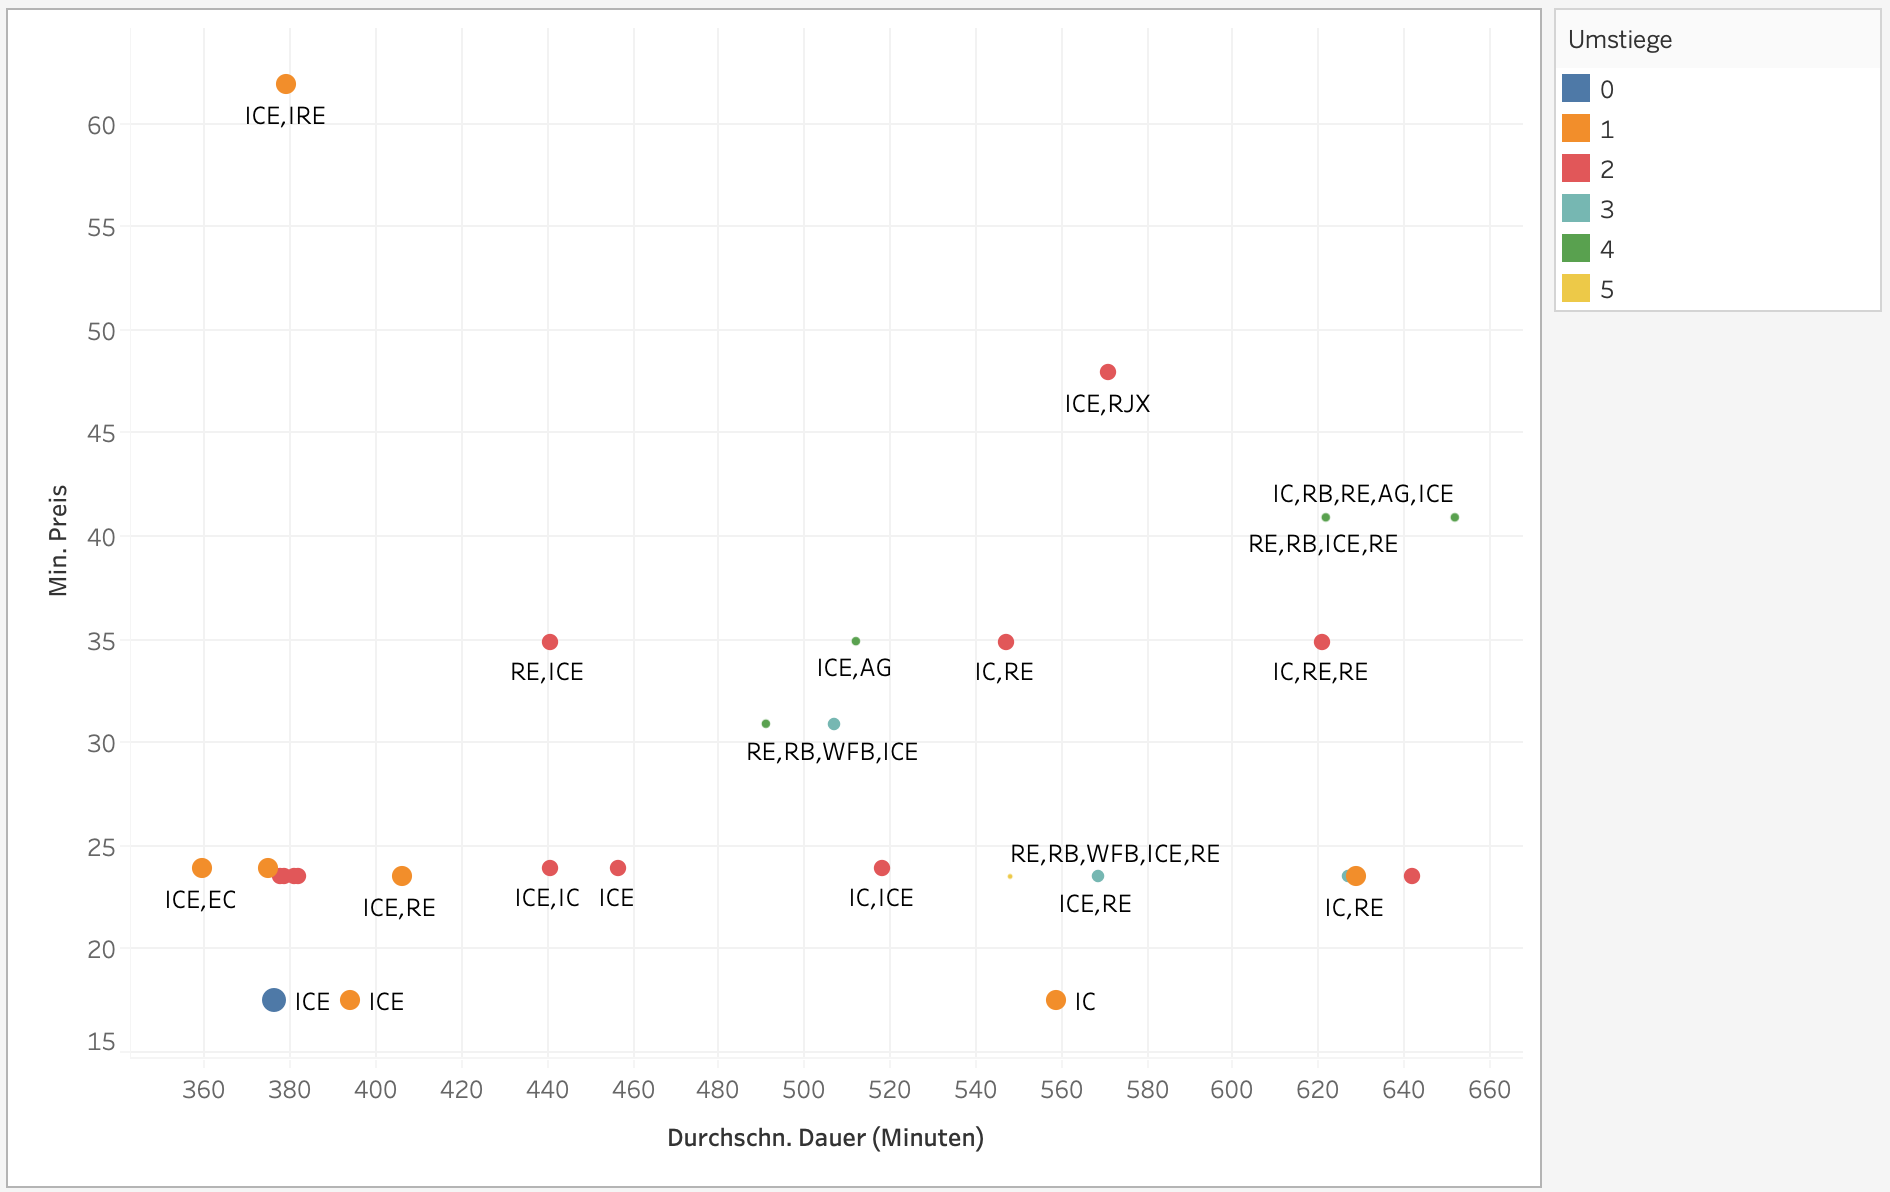 Umstiege
0
1
2
3
4
5
Min. Preis
60
55
50
45
40
35
30
25
20
15
ICE,IRE
ICE,RJX
IC,RB,RE,AG,ICE
RE,RB,ICE,RE
RE,ICE
ICE,AG
IC,RE
IC,RE,RE
RE,RB,WFB,ICE
RE,RB,WFB,ICE,RE
ICE,EC
ICE,RE
ICE,IC
ICE
IC,ICE
ICE,RE
IC,RE
ICE
ICE
IC
360 380 400 420 440 460 480 500 520 540 560 580 600 620 640 660
Durchschn. Dauer (Minuten)